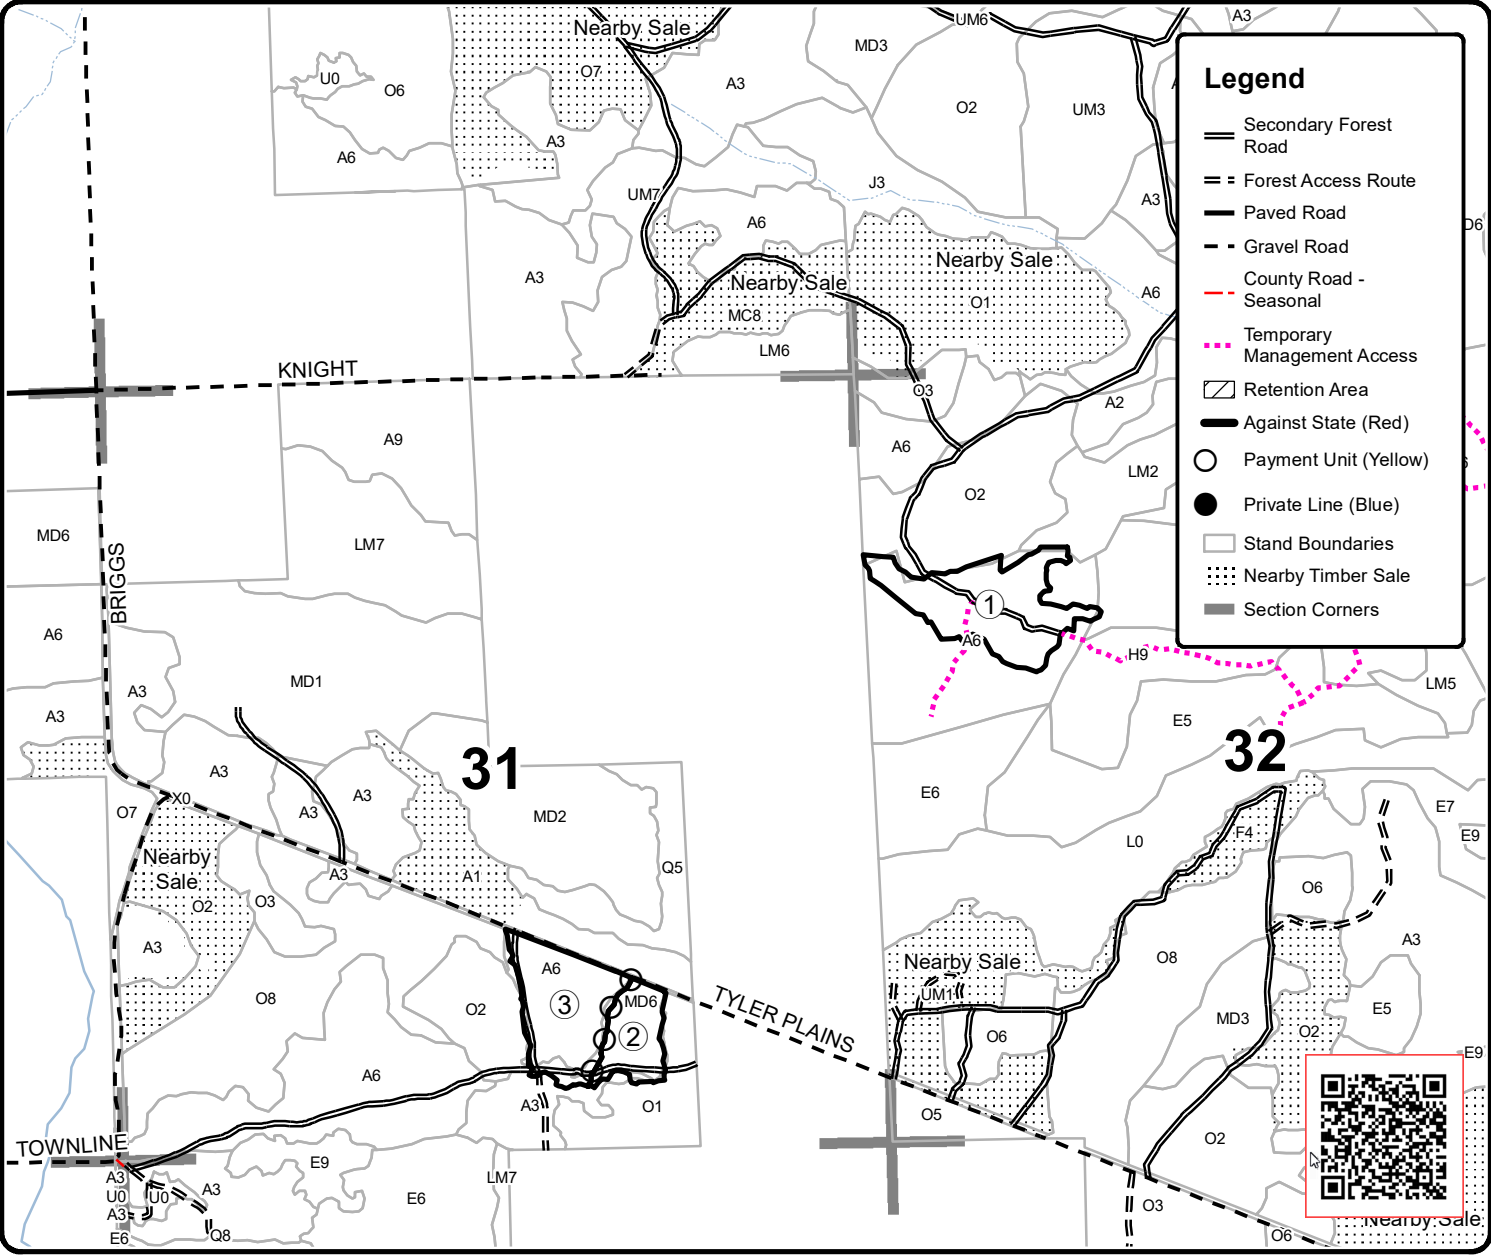 UM6
A3
Nearby Sale
MD3
O7
U0
O6
A3
O2
UM3
A3
A6
J3
UM7
A3
A6
D6
Nearby Sale
A3
Nearby Sale
A6
O1
MC8
LM6
KNIGHT
O3
A2
A9
A6
LM2
O2
MD6
LM7
BRIGGS
A6
1
A6
H9
MD1
A3
LM5
A3
E5
31
32
A3
A3
X0
E6
O7
A3
MD2
E7
F4
E9
L0
Nearby
Sale
A3
A1
Q5
O6
O3
O2
A3
A3
O8
Nearby Sale
A6
UM1
O8
MD6
O2
3
E5
TYLER PLAINS
MD3
O2
2
O6
E9
A6
A3
O1
O5
O2
TOWNLINE
E9
A3
LM7
U0
U0
A3
E6
O3
A3
Nearby Sale
E6
Q8
O6
Legend
Secondary Forest
Road
Forest Access Route
Paved Road
Gravel Road
County Road -
Seasonal
Temporary
Management Access
Retention Area
Against State (Red)
Payment Unit (Yellow)
Private Line (Blue)
Stand Boundaries
Nearby Timber Sale
Section Corners